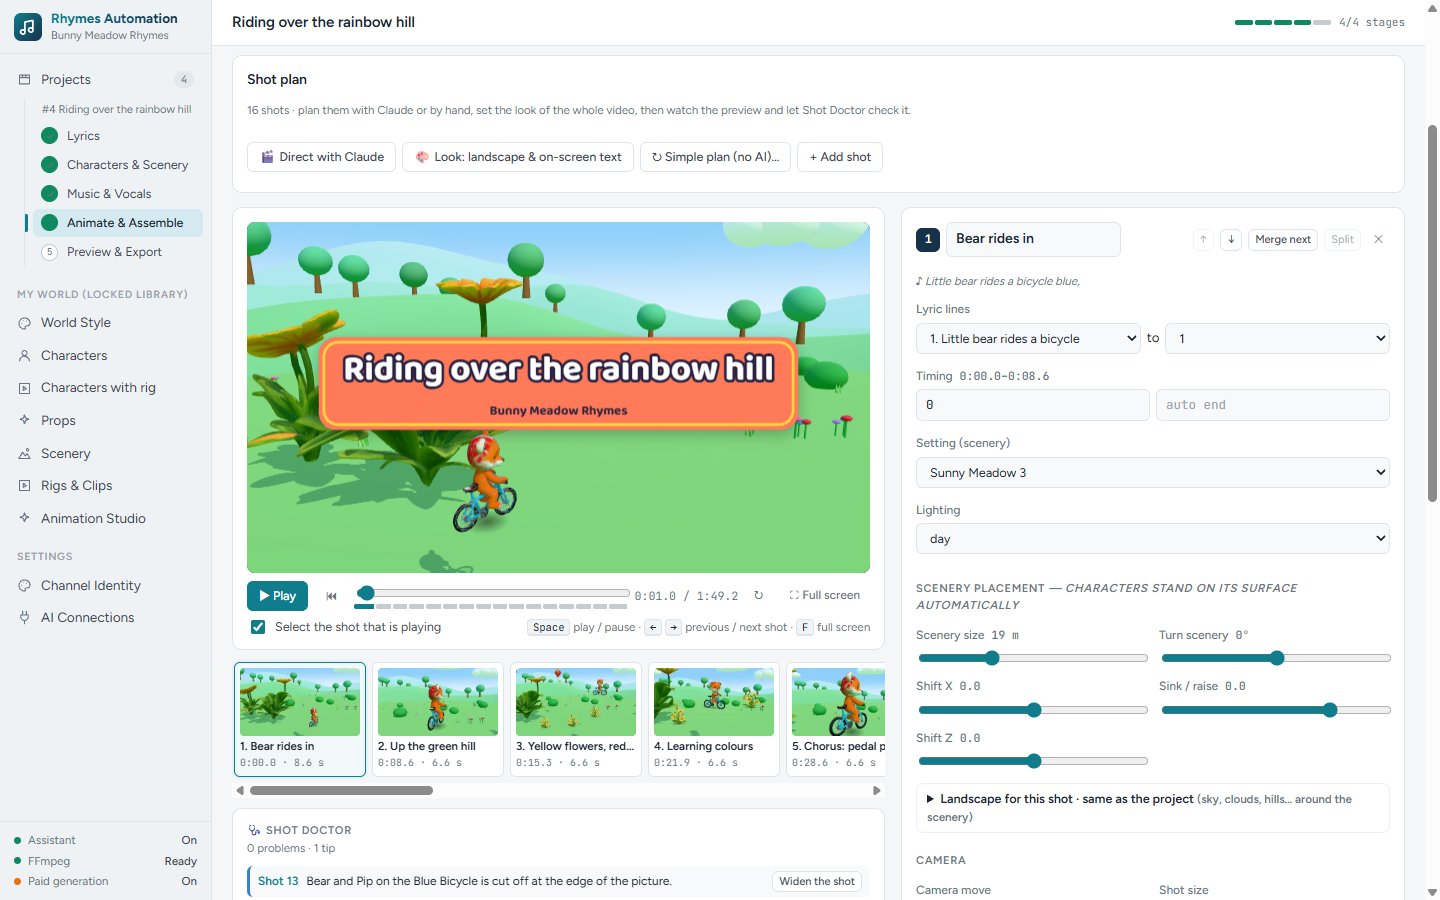 Rhymes Automation
Bunny Meadow Rhymes
Projects 4
#4 Riding over the rainbow hill
Lyrics
Characters & Scenery
Music & Vocals
Animate & Assemble
5 Preview & Export
MY WORLD (LOCKED LIBRARY)
World Style
Characters
Characters with rig
Props
Scenery
Rigs & Clips
Animation Studio
SETTINGS
Channel Identity
AI Connections
Assistant On
FFmpeg Ready
Paid generation On
Riding over the rainbow hill
4/4 stages
Shot plan
16 shots · plan them with Claude or by hand, set the look of the whole video, then watch the preview and let Shot Doctor check it.
Direct with Claude
Look: landscape & on-screen text
↻ Simple plan (no AI)...
+ Add shot
Riding over the rainbow hill
Bunny Meadow Rhymes
▶ Play
0:01.0 / 1:49.2
Full screen
Select the shot that is playing
Space play / pause · ← → previous / next shot · F full screen
1. Bear rides in
0:00.0 · 8.6 s
2. Up the green hill
0:08.6 · 6.6 s
3. Yellow flowers, red...
0:15.3 · 6.6 s
4. Learning colours
0:21.9 · 6.6 s
5. Chorus: pedal p
0:28.6 · 6.6 s
SHOT DOCTOR
0 problems · 1 tip
Shot 13 Bear and Pip on the Blue Bicycle is cut off at the edge of the picture.
Widen the shot
1 Bear rides in
↑ ↓ Merge next Split ×
♪ Little bear rides a bicycle blue,
Lyric lines
1. Little bear rides a bicycle to 1
Timing 0:00.0–0:08.6
0
auto end
Setting (scenery)
Sunny Meadow 3
Lighting
day
SCENERY PLACEMENT — CHARACTERS STAND ON ITS SURFACE
AUTOMATICALLY
Scenery size 19 m
Turn scenery 0°
Shift X 0.0
Sink / raise 0.0
Shift Z 0.0
▶ Landscape for this shot · same as the project (sky, clouds, hills... around the
scenery)
CAMERA
Camera move
Shot size